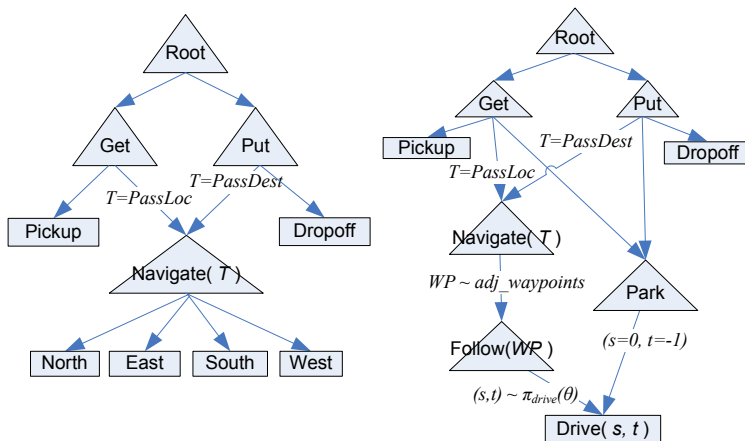 Root
Get
Put
T=PassLoc
T=PassDest
Pickup
Dropoff
Navigate( T )
North
East
South
West
Root
Get
Put
Pickup
T=PassDest
Dropoff
T=PassLoc
Navigate( T )
WP ~ adj_waypoints
Park
Follow(WP )
(s=0, t=-1)
(s,t) ~ πdrive(θ)
Drive( s, t )